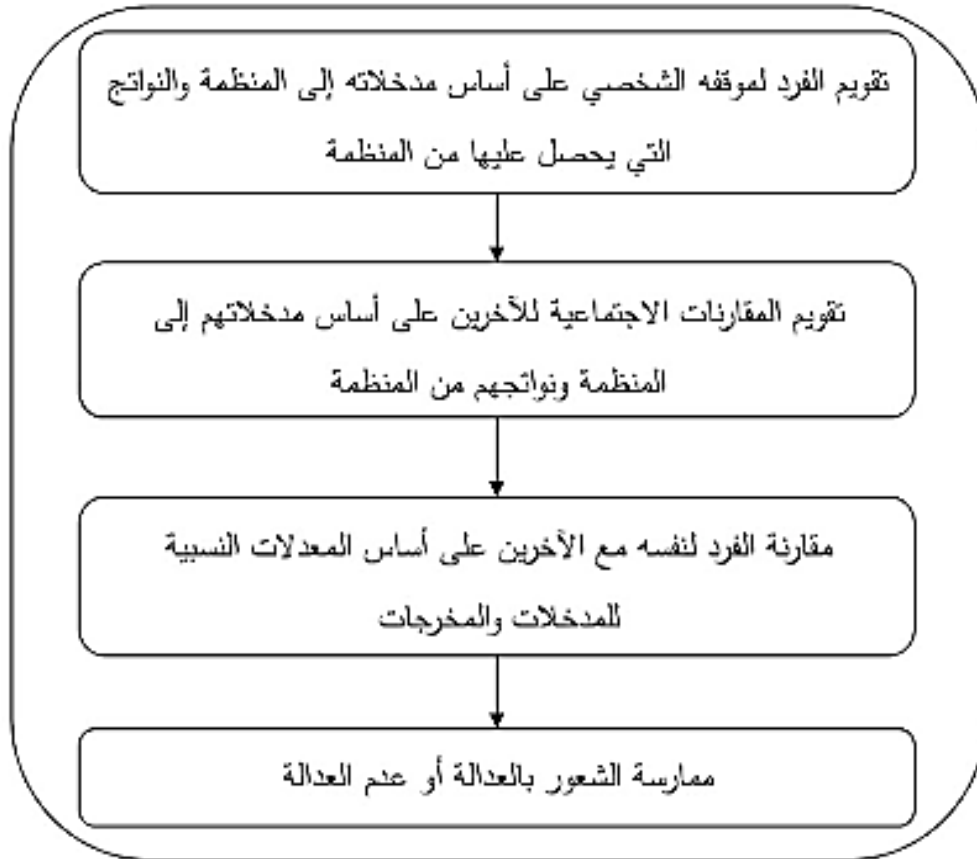 تقويم الفرد لموقفه الشخصي على أساس مدخلاته إلى المنظمة والنواتج
التي يحصل عليها من المنظمة
تقويم المقارنات الاجتماعية للآخرين على أساس مدخلاتهم إلى
المنظمة ونواتجهم من المنظمة
مقارنة الفرد لنفسه مع الآخرين على أساس المعدلات النسبية
للمدخلات والمخرجات
ممارسة الشعور بالعدالة أو عدم العدالة